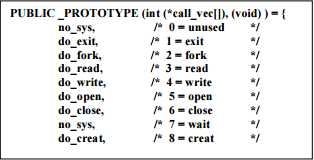 PUBLIC _PROTOTYPE (int (*call_vec[]), (void) ) = {
no_sys, /* 0 = unused */
do_exit, /* 1 = exit */
do_fork, /* 2 = fork */
do_read, /* 3 = read */
do_write, /* 4 = write */
do_open, /* 5 = open */
do_close, /* 6 = close */
no_sys, /* 7 = wait */
do_creat, /* 8 = creat */